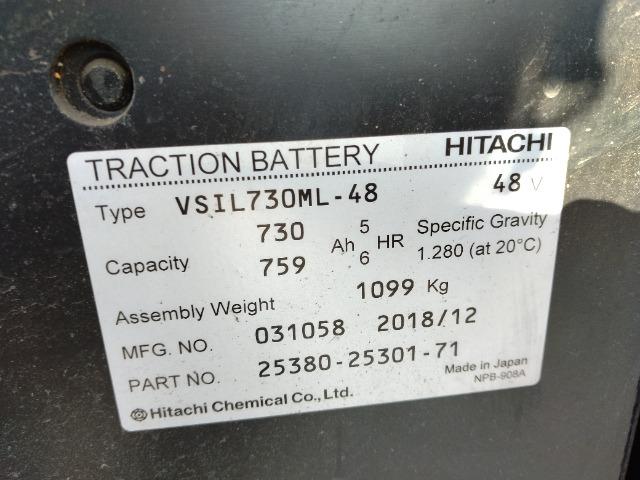 TRACTION BATTERY HITACHI
Type VSIL730ML-48 48 V
Capacity 730 Ah 5 HR Specific Gravity
759 6 1.280 (at 20°C)
Assembly Weight 1099 Kg
MFG. NO. 031058 2018/12
PART NO. 25380-25301-71 Made in Japan
Hitachi Chemical Co., Ltd. NPB-908A